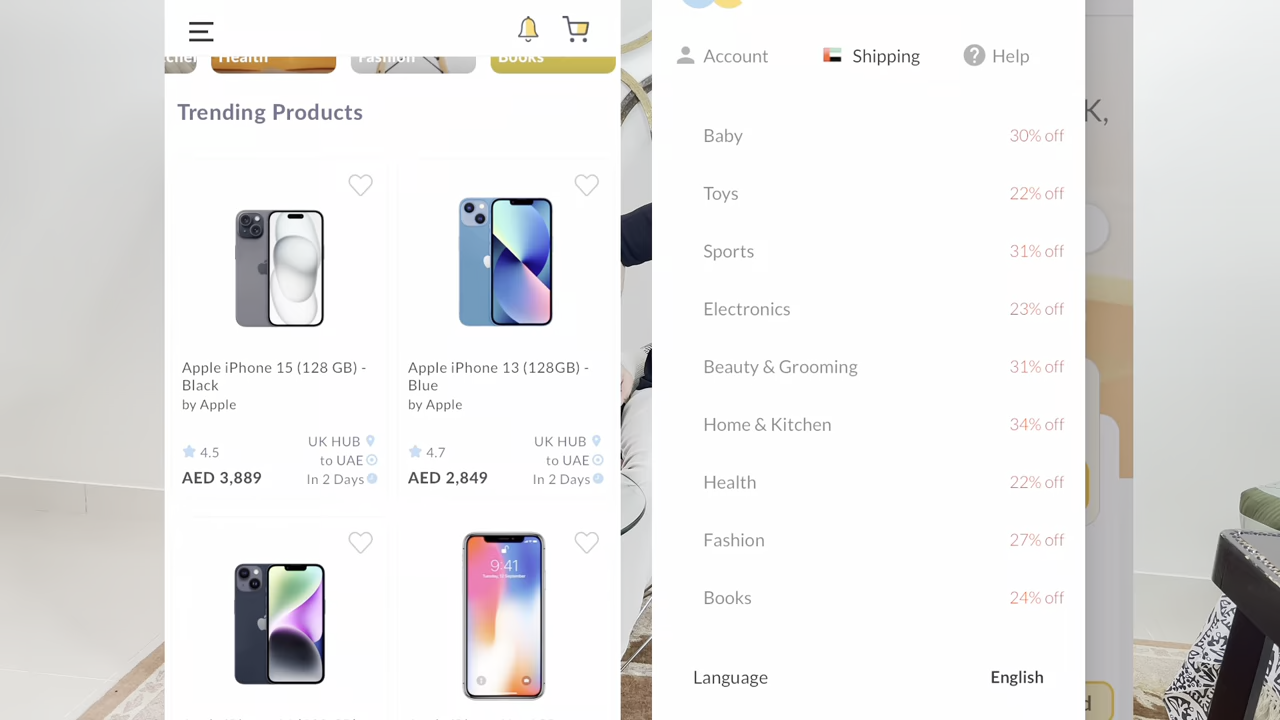 Health
Fashion
Books
Trending Products
Apple iPhone 15 (128 GB) -
Black
by Apple
4.5
UK HUB
to UAE
In 2 Days
AED 3,889
Apple iPhone 13 (128GB) -
Blue
by Apple
4.7
UK HUB
to UAE
In 2 Days
AED 2,849
9:41
Account
Shipping
Help
Baby 30% off
Toys 22% off
Sports 31% off
Electronics 23% off
Beauty & Grooming 31% off
Home & Kitchen 34% off
Health 22% off
Fashion 27% off
Books 24% off
Language English
K,